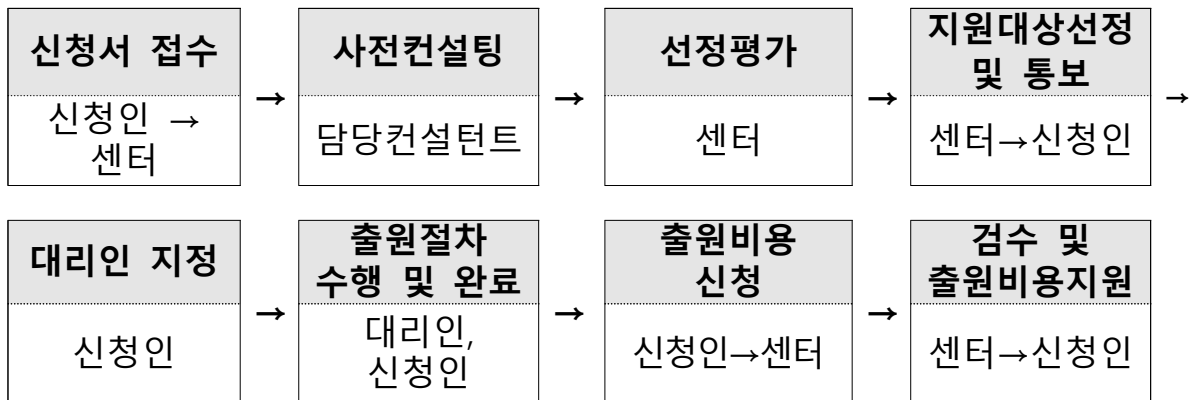 신청서 접수
신청인 →
센터
→
사전컨설팅
담당컨설턴트
→
선정평가
센터
→
지원대상선정
및 통보
센터→신청인
→
대리인 지정
신청인
→
출원절차
수행 및 완료
대리인,
신청인
→
출원비용
신청
신청인→센터
→
검수 및
출원비용지원
센터→신청인